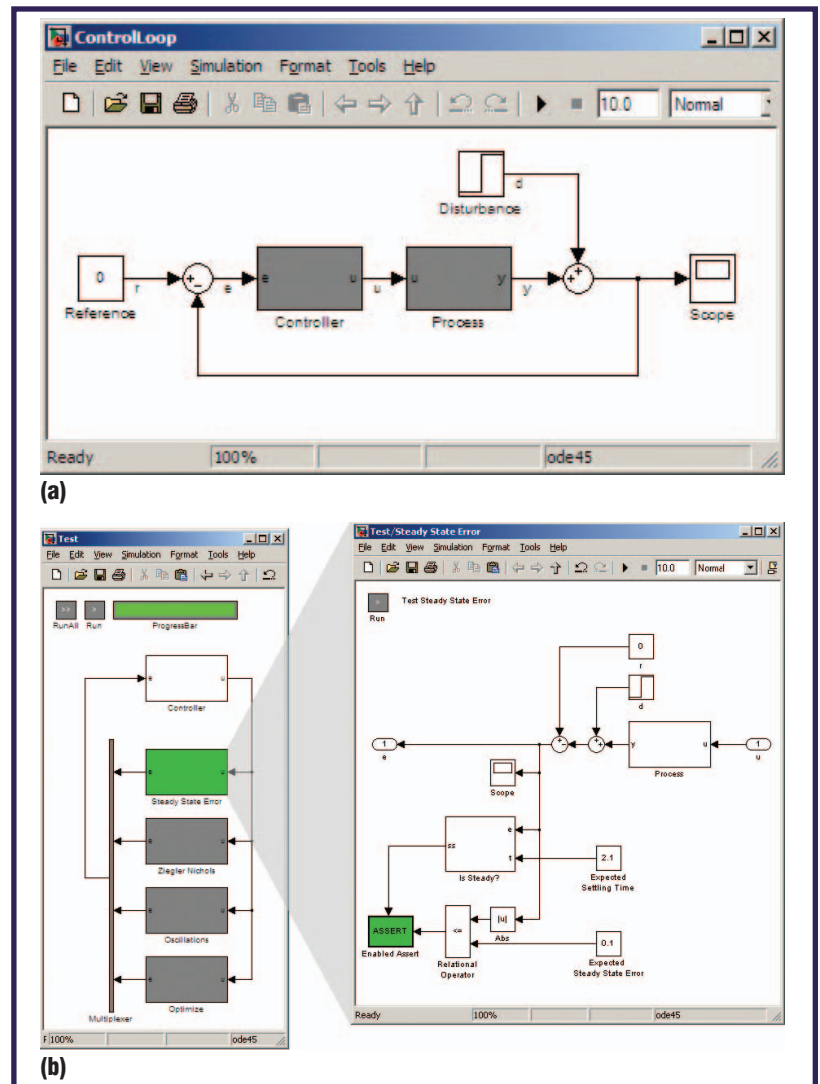 ControlLoop
File Edit View Simulation Format Tools Help
10.0 Normal
d
Disturbance
0
r
+
-
e
e
u
u
u
y
y
+
+
Reference
Controller
Process
Scope
Ready 100% ode45
(a)
Test
File Edit View Simulation Format Tools Help
>> >
RunAll Run ProgressBar
e u
Controller
e u
Steady State Error
e u
Ziegler Nichols
e u
Oscillations
e u
Optimize
Multiplexer
100% ode45
Test/Steady State Error
File Edit View Simulation Format Tools Help
10.0 Normal
>
Run
Test Steady State Error
0
r
d
1
e
y u
Process
1
u
Scope
ss e
t
Is Steady?
2.1
Expected
Settling Time
ASSERT
Enabled Assert
<=
Relational
Operator
|u|
Abs
0.1
Expected
Steady State Error
Ready 100% ode45
(b)